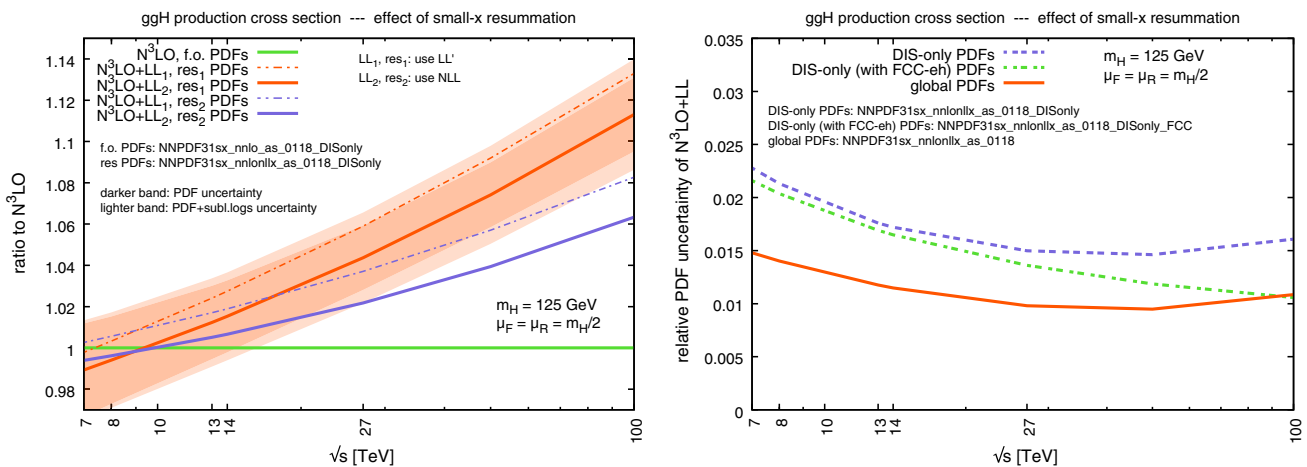 ggH production cross section --- effect of small-x resummation
N³LO, f.o. PDFs
N³LO+LL₁, res₁ PDFs
N³LO+LL₂, res₁ PDFs
N³LO+LL₁, res₂ PDFs
N³LO+LL₂, res₂ PDFs
LL₁, res₁: use LL'
LL₂, res₂: use NLL
f.o. PDFs: NNPDF31sx_nnlo_as_0118_DISonly
res PDFs: NNPDF31sx_nnlonllx_as_0118_DISonly
darker band: PDF uncertainty
lighter band: PDF+subl.logs uncertainty
m_H = 125 GeV
μ_F = μ_R = m_H/2
ratio to N³LO
1.14
1.12
1.10
1.08
1.06
1.04
1.02
1
0.98
7 8 10 13 14 27 100
√s [TeV]
ggH production cross section --- effect of small-x resummation
DIS-only PDFs
DIS-only (with FCC-eh) PDFs
global PDFs
m_H = 125 GeV
μ_F = μ_R = m_H/2
DIS-only PDFs: NNPDF31sx_nnlonllx_as_0118_DISonly
DIS-only (with FCC-eh) PDFs: NNPDF31sx_nnlonllx_as_0118_DISonly_FCC
global PDFs: NNPDF31sx_nnlonllx_as_0118
relative PDF uncertainty of N³LO+LL
0.035
0.03
0.025
0.02
0.015
0.01
0.005
0
7 8 10 13 14 27 100
√s [TeV]